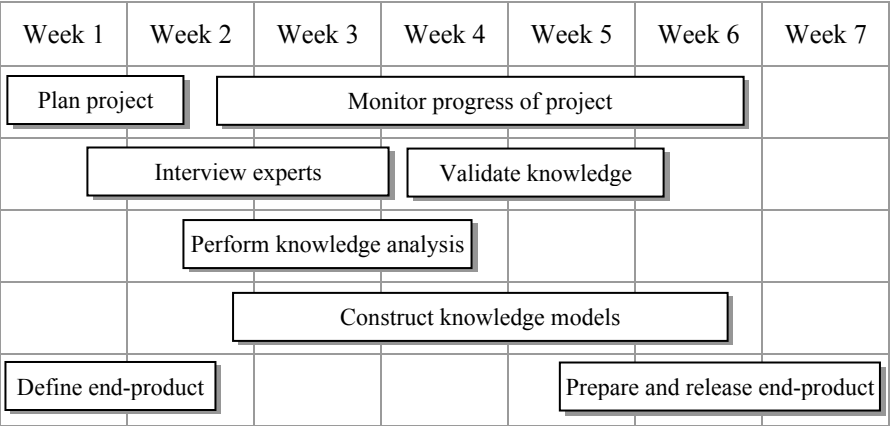 Week 1 Week 2 Week 3 Week 4 Week 5 Week 6 Week 7
Plan project Monitor progress of project
Interview experts Validate knowledge
Perform knowledge analysis
Construct knowledge models
Define end-product Prepare and release end-product